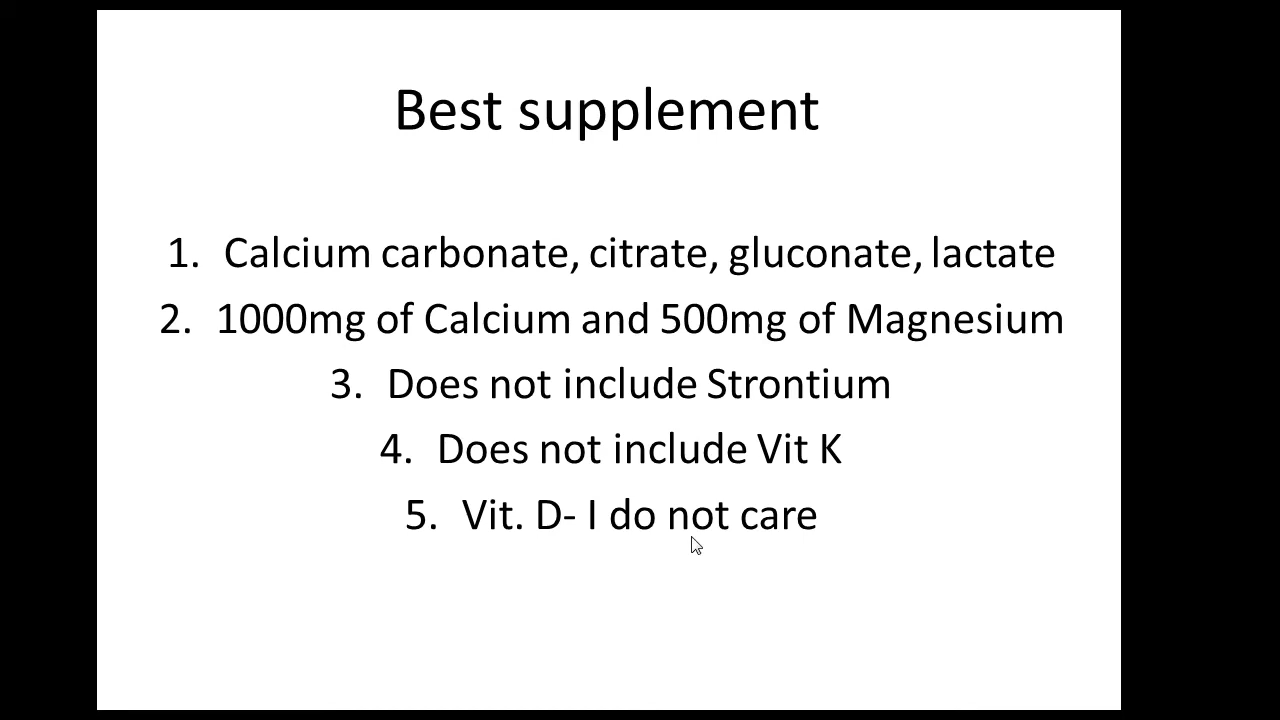 Best supplement
1. Calcium carbonate, citrate, gluconate, lactate
2. 1000mg of Calcium and 500mg of Magnesium
3. Does not include Strontium
4. Does not include Vit K
5. Vit. D- I do not care